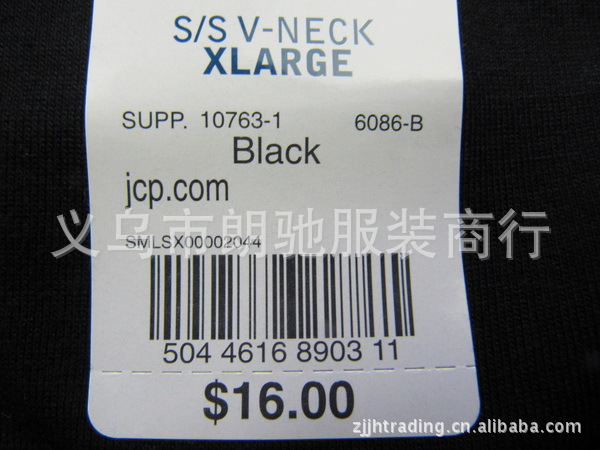 S/S V-NECK
XLARGE
SUPP. 10763-1 6086-B
Black
jcp.com
义乌市朗驰服装商行
SMLSX00002044
504 4616 8903 11
$16.00
zjjhtrading.cn.alibaba.com